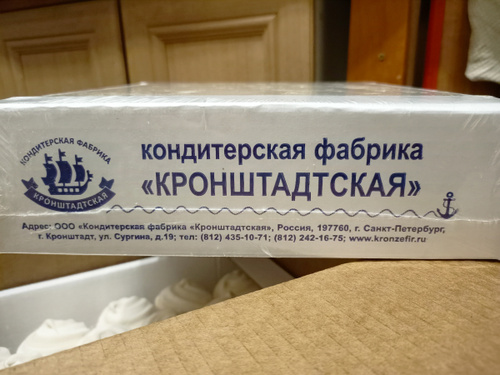 КОНДИТЕРСКАЯ ФАБРИКА
КРОНШТАДТСКАЯ
кондитерская фабрика
«КРОНШТАДТСКАЯ»
Адрес: ООО «Кондитерская фабрика «Кронштадтская», Россия, 197760, г. Санкт-Петербург,
г. Кронштадт, ул. Сургина, д.19; тел: (812) 435-10-71; (812) 242-16-75; www.kronzefir.ru